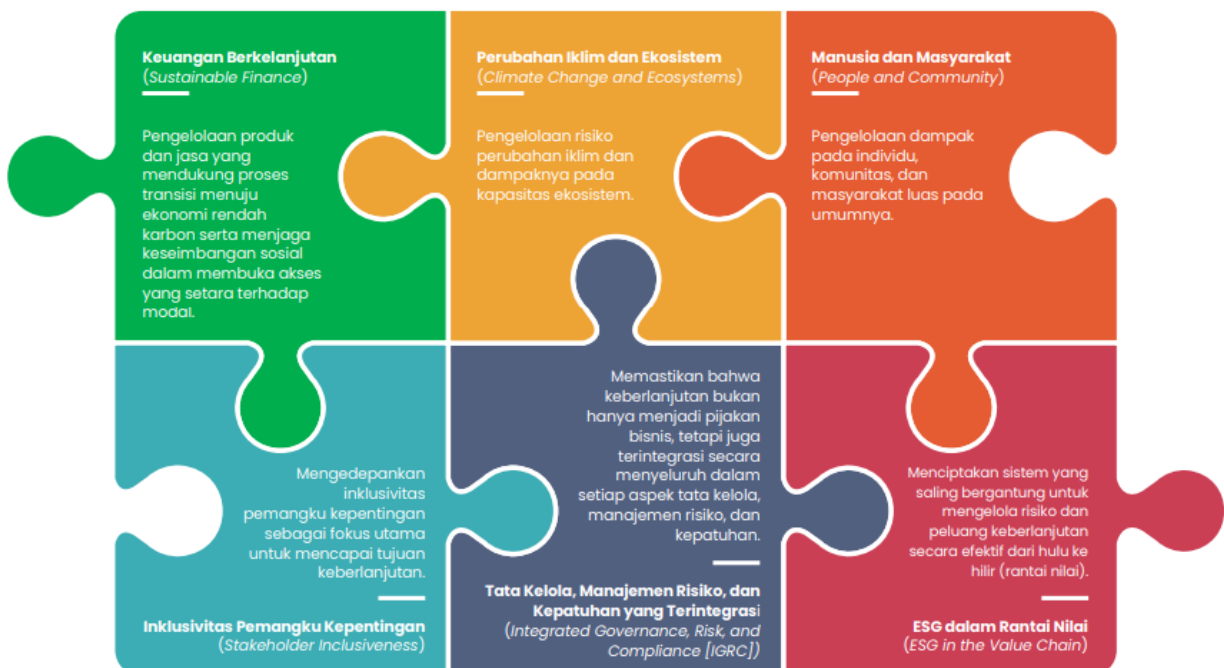 Keuangan Berkelanjutan
(Sustainable Finance)
Pengelolaan produk
dan jasa yang
mendukung proses
transisi menuju
ekonomi rendah
karbon serta menjaga
keseimbangan sosial
dalam membuka akses
yang setara terhadap
modal.
Perubahan Iklim dan Ekosistem
(Climate Change and Ecosystems)
Pengelolaan risiko
perubahan iklim dan
dampaknya pada
kapasitas ekosistem.
Manusia dan Masyarakat
(People and Community)
Pengelolaan dampak
pada individu,
komunitas, dan
masyarakat luas pada
umumnya.
Mengedepankan
inklusivitas
pemangku kepentingan
sebagai fokus utama
untuk mencapai tujuan
keberlanjutan.
Inklusivitas Pemangku Kepentingan
(Stakeholder Inclusiveness)
Memastikan bahwa
keberlanjutan bukan
hanya menjadi pijakan
bisnis, tetapi juga
terintegrasi secara
menyeluruh dalam
setiap aspek tata kelola,
manajemen risiko, dan
kepatuhan.
Tata Kelola, Manajemen Risiko, dan
Kepatuhan yang Terintegrasi
(Integrated Governance, Risk, and
Compliance [IGRC])
Menciptakan sistem yang
saling bergantung untuk
mengelola risiko dan
peluang keberlanjutan
secara efektif dari hulu ke
hilir (rantai nilai).
ESG dalam Rantai Nilai
(ESG in the Value Chain)